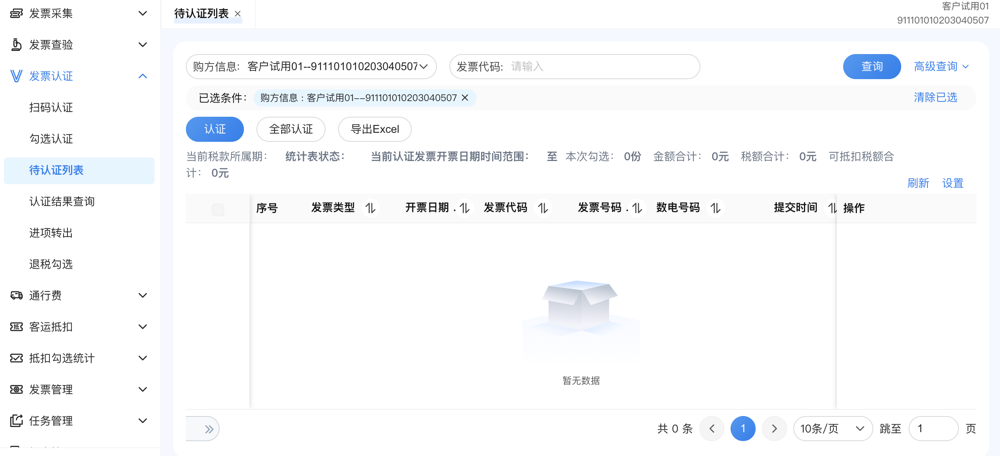 发票采集
发票查验
发票认证
扫码认证
勾选认证
待认证列表
认证结果查询
进项转出
退税勾选
通行费
抵
客运抵扣
抵扣勾选统计
发票管理
任务管理
待认证列表
客户试用01
911101010203040507
购方信息: 客户试用01--911101010203040507
发票代码: 请输入
查询
高级查询
已选条件: 购方信息 : 客户试用01--911101010203040507
清除已选
认证
全部认证
导出Excel
当前税款所属期: 统计表状态: 当前认证发票开票日期时间范围: 至 本次勾选: 0份 金额合计: 0元 税额合计: 0元 可抵扣税额合
计: 0元
刷新 设置
序号 发票类型 开票日期 . 发票代码 发票号码 . 数电号码 提交时间 操作
暂无数据
共 0 条 1 10条/页 跳至 1 页